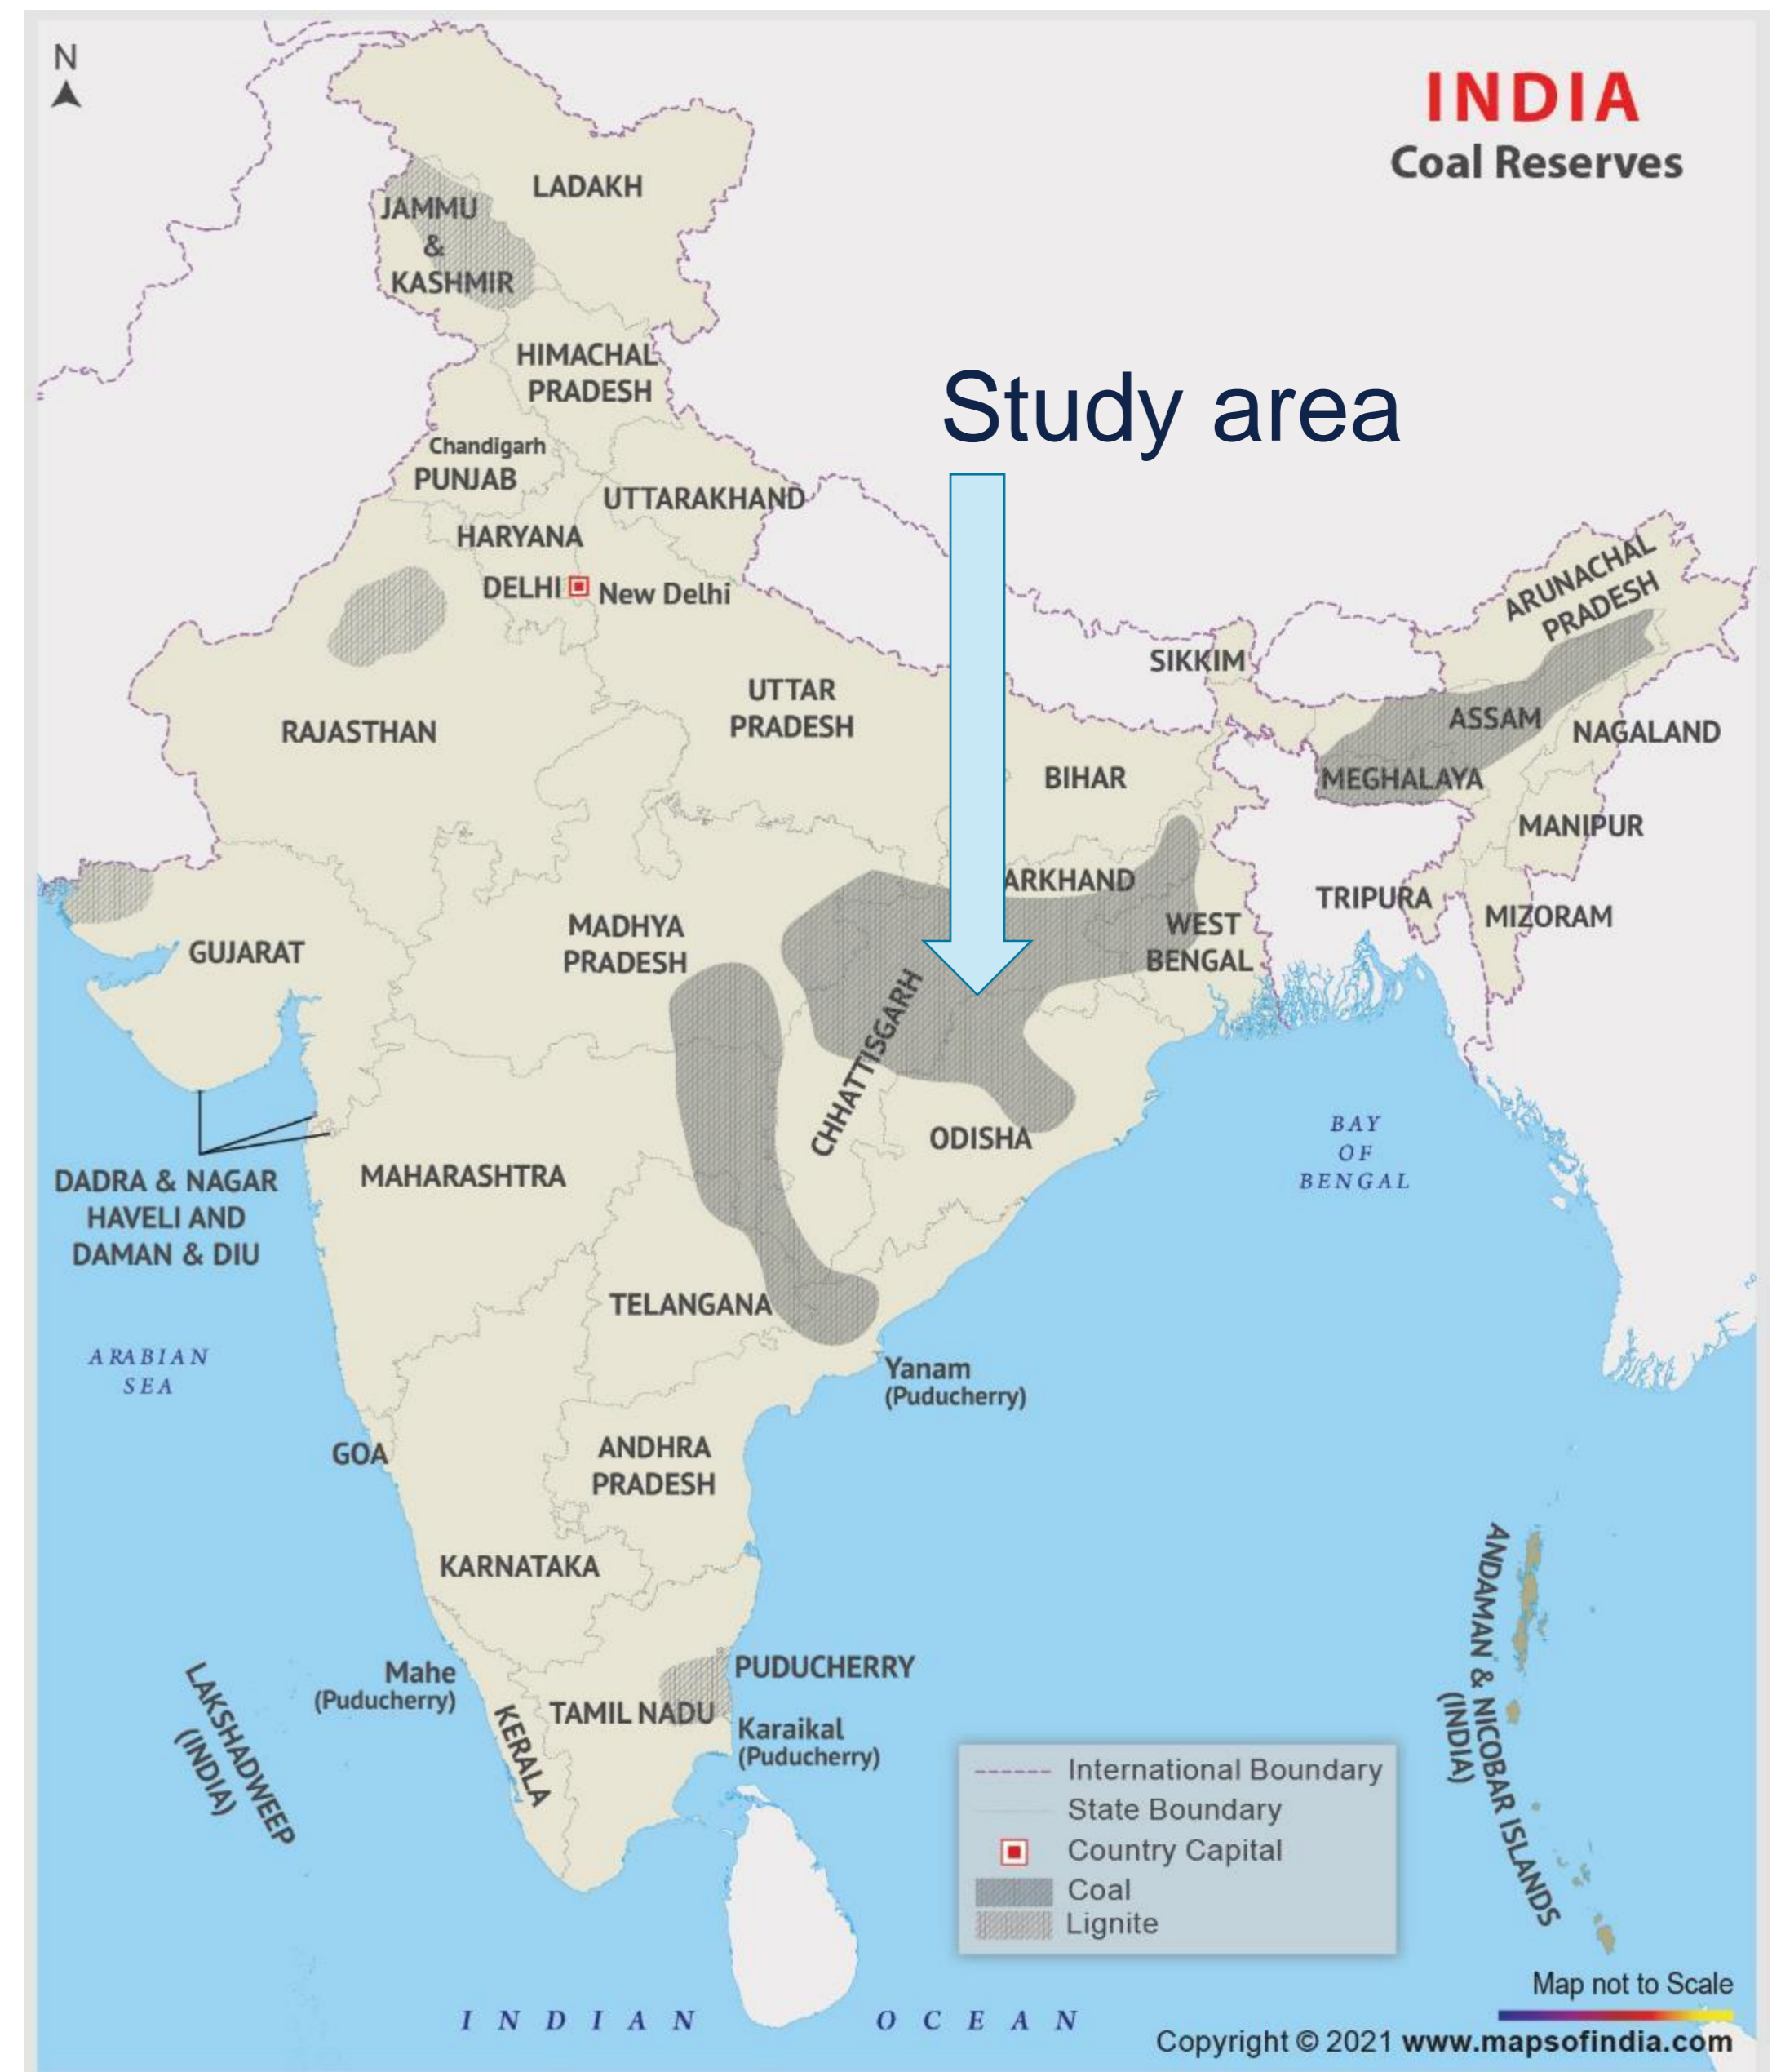 N
INDIA
Coal Reserves
LADAKH
JAMMU
&
KASHMIR
HIMACHAL
PRADESH
Study area
Chandigarh
PUNJAB
UTTARAKHAND
HARYANA
DELHI
New Delhi
ARUNACHAL
PRADESH
SIKKIM
UTTAR
PRADESH
RAJASTHAN
ASSAM
NAGALAND
BIHAR
MEGHALAYA
MANIPUR
ARKHAND
TRIPURA
MIZORAM
MADHYA
PRADESH
WEST
BENGAL
GUJARAT
CHHATTISGARH
ODISHA
BAY
OF
BENGAL
DADRA & NAGAR
HAVELI AND
DAMAN & DIU
MAHARASHTRA
TELANGANA
ARABIAN
SEA
Yanam
(Puducherry)
GOA
ANDHRA
PRADESH
KARNATAKA
ANDAMAN & NICOBAR ISLANDS
(INDIA)
LAKSHADWEEP
(INDIA)
Mahe
(Puducherry)
KERALA
TAMIL NADU
PUDUCHERRY
Karaikal
(Puducherry)
International Boundary
State Boundary
Country Capital
Coal
Lignite
Map not to Scale
INDIAN OCEAN
Copyright © 2021 www.mapsofindia.com